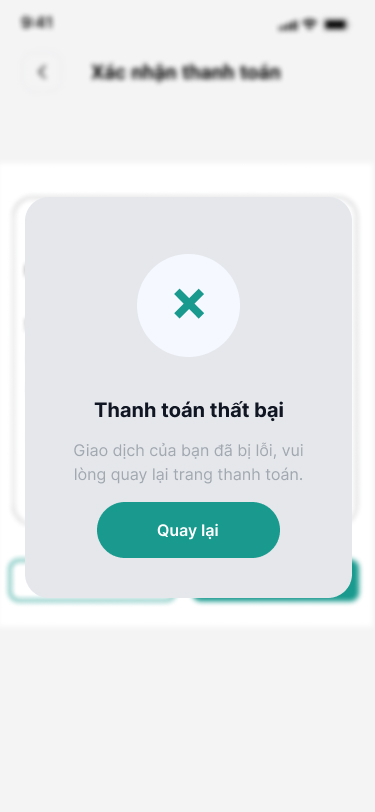 9:41
Xác nhận thanh toán
Thanh toán thất bại
Giao dịch của bạn đã bị lỗi, vui
lòng quay lại trang thanh toán.
Quay lại